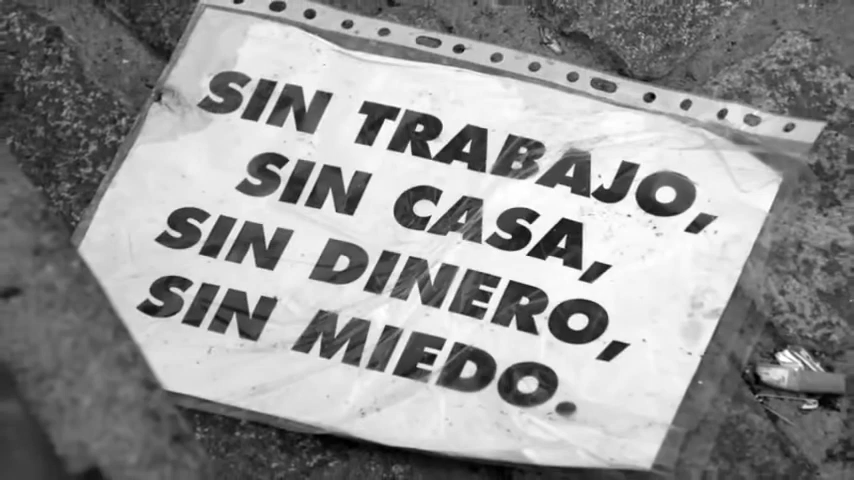 SIN TRABAJO,
SIN CASA,
SIN DINERO,
SIN MIEDO.